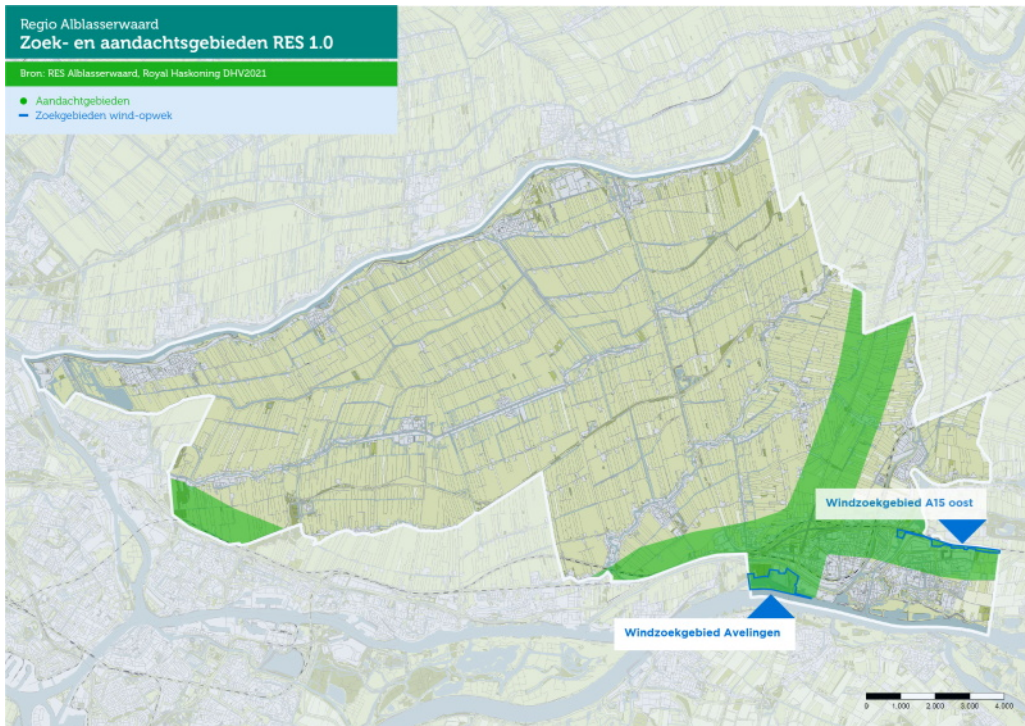 Regio Alblasserwaard
Zoek- en aandachtsgebieden RES 1.0
Bron: RES Alblasserwaard, Royal Haskoning DHV2021
Aandachtgebieden
Zoekgebieden wind-opwek
Windzoekgebied A15 oost
Windzoekgebied Avelingen
0 1.000 2.000 3.000 4.000